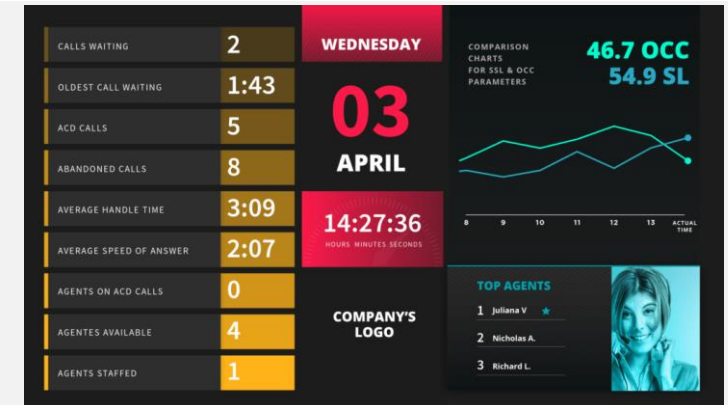 CALLS WAITING 2
OLDEST CALL WAITING 1:43
ACD CALLS 5
ABANDONED CALLS 8
AVERAGE HANDLE TIME 3:09
AVERAGE SPEED OF ANSWER 2:07
AGENTS ON ACD CALLS 0
AGENTES AVAILABLE 4
AGENTS STAFFED 1
WEDNESDAY
03
APRIL
14:27:36
HOURS MINUTES SECONDS
COMPANY'S
LOGO
COMPARISON
CHARTS
FOR SSL & OCC
PARAMETERS
46.7 OCC
54.9 SL
8 9 10 11 12 13 ACTUAL
TIME
TOP AGENTS
1 Juliana V
2 Nicholas A.
3 Richard L.